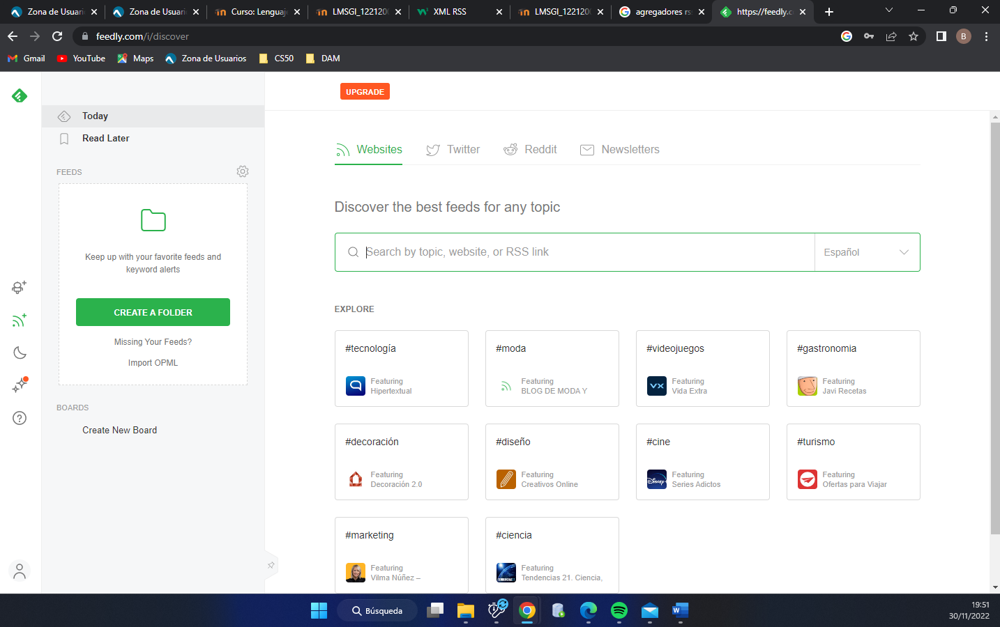 Zona de Usuari
Zona de Usuari
Curso: Lenguaj
LMSGI_122120
XML RSS
LMSGI_122120
agregadores rs
https://feedly.c
feedly.com/i/discover
B
Gmail
YouTube
Maps
Zona de Usuarios
CS50
DAM
UPGRADE
Today
Read Later
FEEDS
Keep up with your favorite feeds and
keyword alerts
CREATE A FOLDER
Missing Your Feeds?
Import OPML
BOARDS
Create New Board
Websites
Twitter
Reddit
Newsletters
Discover the best feeds for any topic
Search by topic, website, or RSS link
Español
EXPLORE
#tecnología
Featuring
Hipertextual
#moda
Featuring
BLOG DE MODA Y
#videojuegos
VX
Featuring
Vida Extra
#gastronomia
Featuring
Javi Recetas
#decoración
Featuring
Decoración 2.0
#diseño
Featuring
Creativos Online
#cine
Disney+
Featuring
Series Adictos
#turismo
Featuring
Ofertas para Viajar
#marketing
Featuring
Vilma Núñez –
#ciencia
Featuring
Tendencias 21. Ciencia,
Búsqueda
19:51
30/11/2022